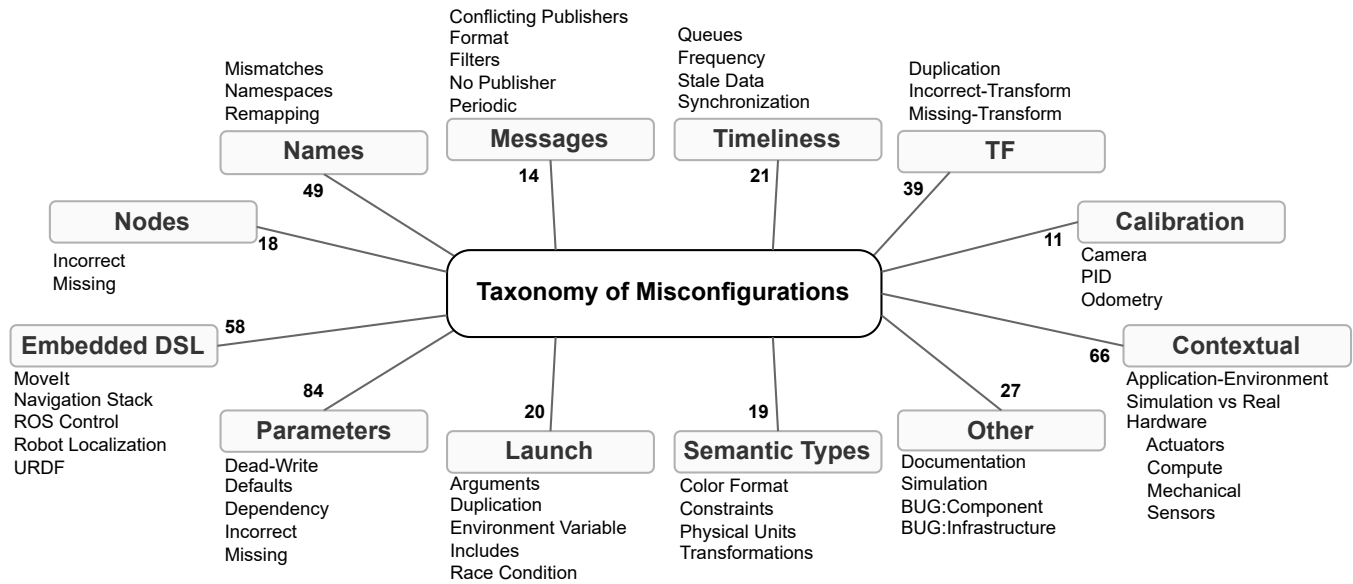 Conflicting Publishers
Format
Filters
No Publisher
Periodic
Messages
14
Queues
Frequency
Stale Data
Synchronization
Timeliness
21
Mismatches
Namespaces
Remapping
Names
49
Duplication
Incorrect-Transform
Missing-Transform
TF
39
Nodes
18
Incorrect
Missing
Calibration
11
Camera
PID
Odometry
Taxonomy of Misconfigurations
Embedded DSL
58
MoveIt
Navigation Stack
ROS Control
Robot Localization
URDF
Contextual
66
Application-Environment
Simulation vs Real
Hardware
Actuators
Compute
Mechanical
Sensors
84
Parameters
Dead-Write
Defaults
Dependency
Incorrect
Missing
20
Launch
Arguments
Duplication
Environment Variable
Includes
Race Condition
19
Semantic Types
Color Format
Constraints
Physical Units
Transformations
27
Other
Documentation
Simulation
BUG:Component
BUG:Infrastructure